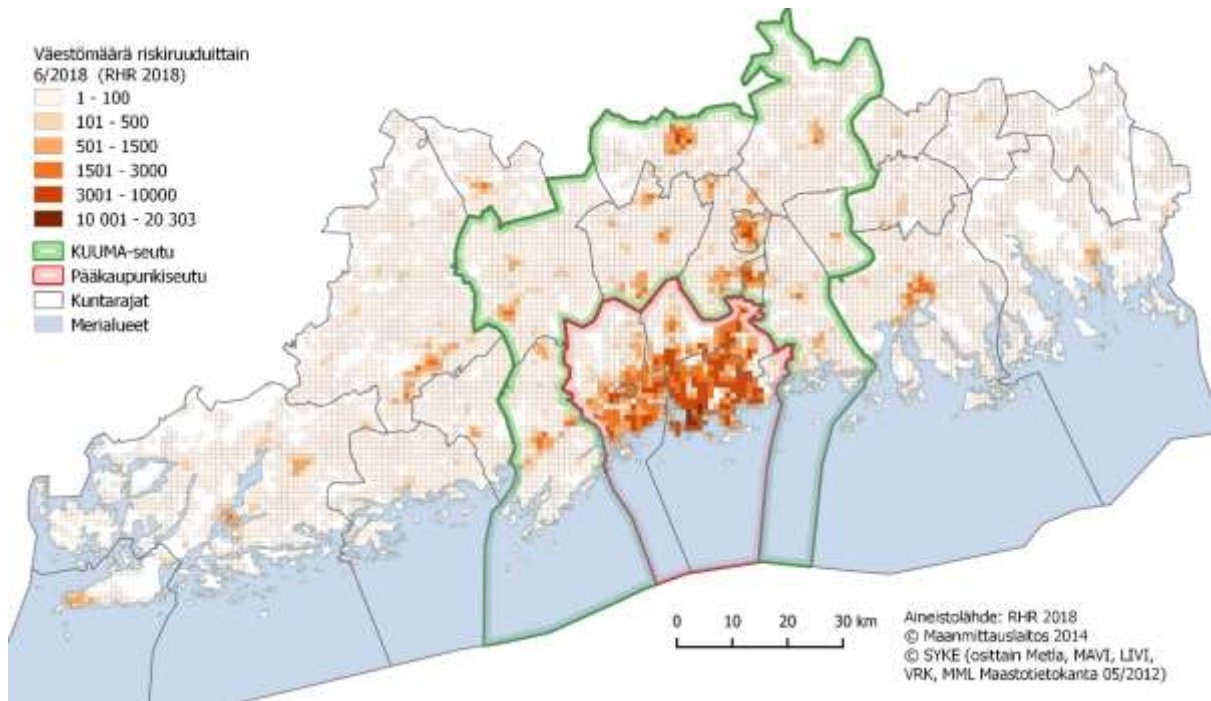 Väestömäärä riskiruuduittain
6/2018 (RHR 2018)
1 - 100
101 - 500
501 - 1500
1501 - 3000
3001 - 10000
10 001 - 20 303
KUUMA-seutu
Pääkaupunkiseutu
Kuntarajat
Merialueet
0 10 20 30 km
Aineistolähde: RHR 2018
© Maanmittauslaitos 2014
© SYKE (osittain Metla, MAVI, LIVI,
VRK, MML Maastotietokanta 05/2012)